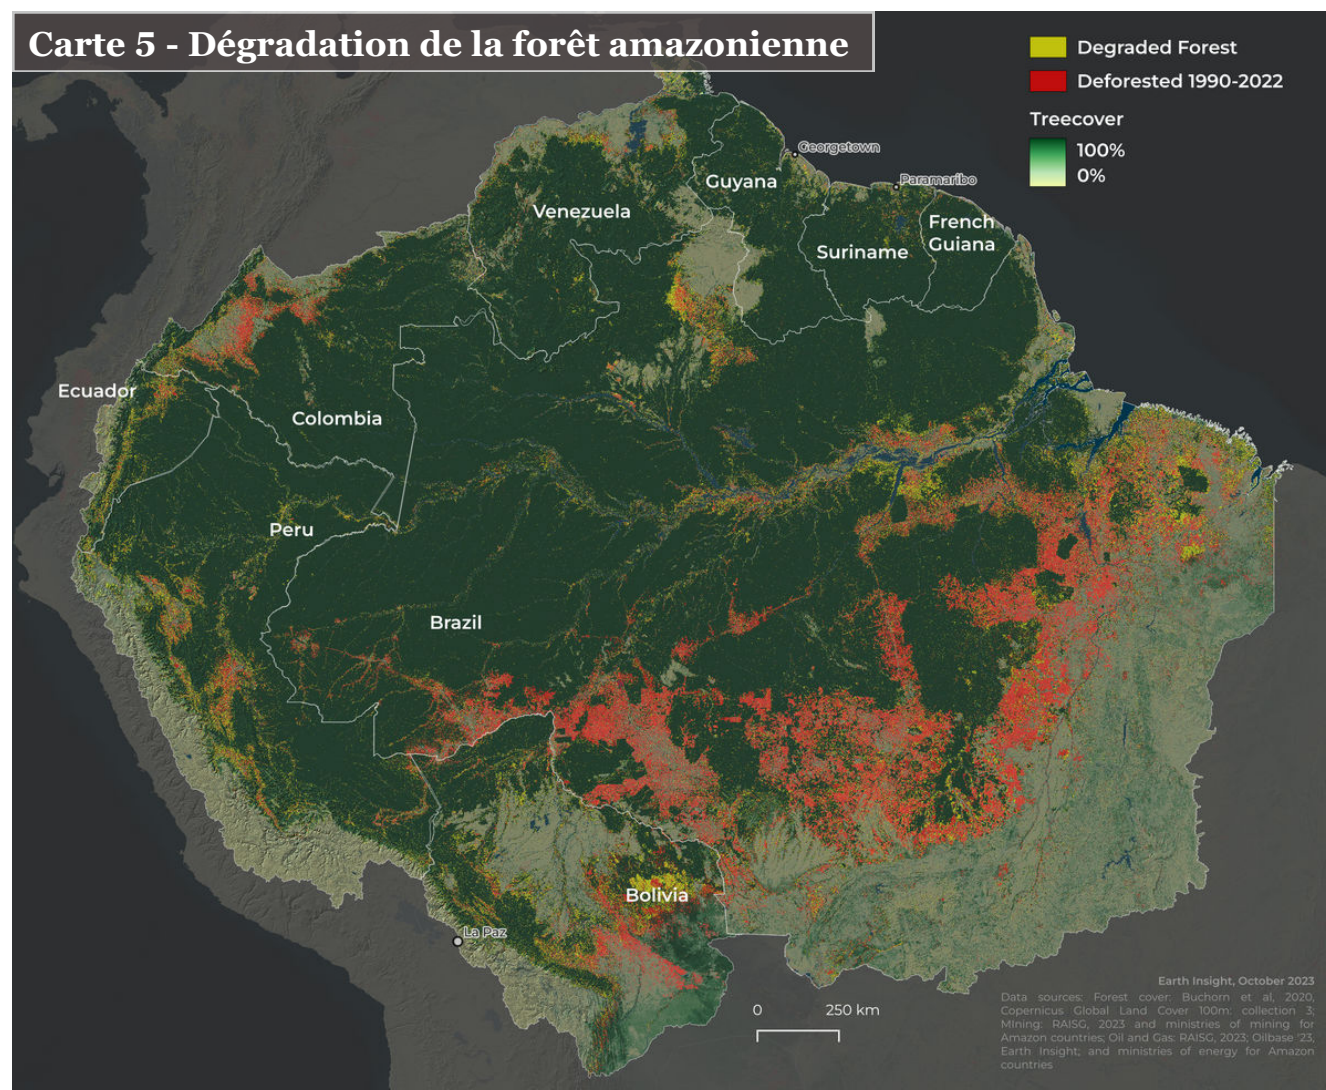 Carte 5 - Dégradation de la forêt amazonienne
Degraded Forest
Deforested 1990-2022
Treecover
100%
0%
Georgetown
Paramaribo
Guyana
Venezuela
French
Guiana
Suriname
Ecuador
Colombia
Peru
Brazil
Bolivia
La Paz
0
250 km
Earth Insight, October 2023
Data sources: Forest cover: Buchorn et al, 2020,
Copernicus Global Land Cover 100m: collection 3;
Mining: RAISG, 2023 and ministries of mining for
Amazon countries; Oil and Gas: RAISG, 2023; Oilbase '23,
Earth Insight; and ministries of energy for Amazon
countries